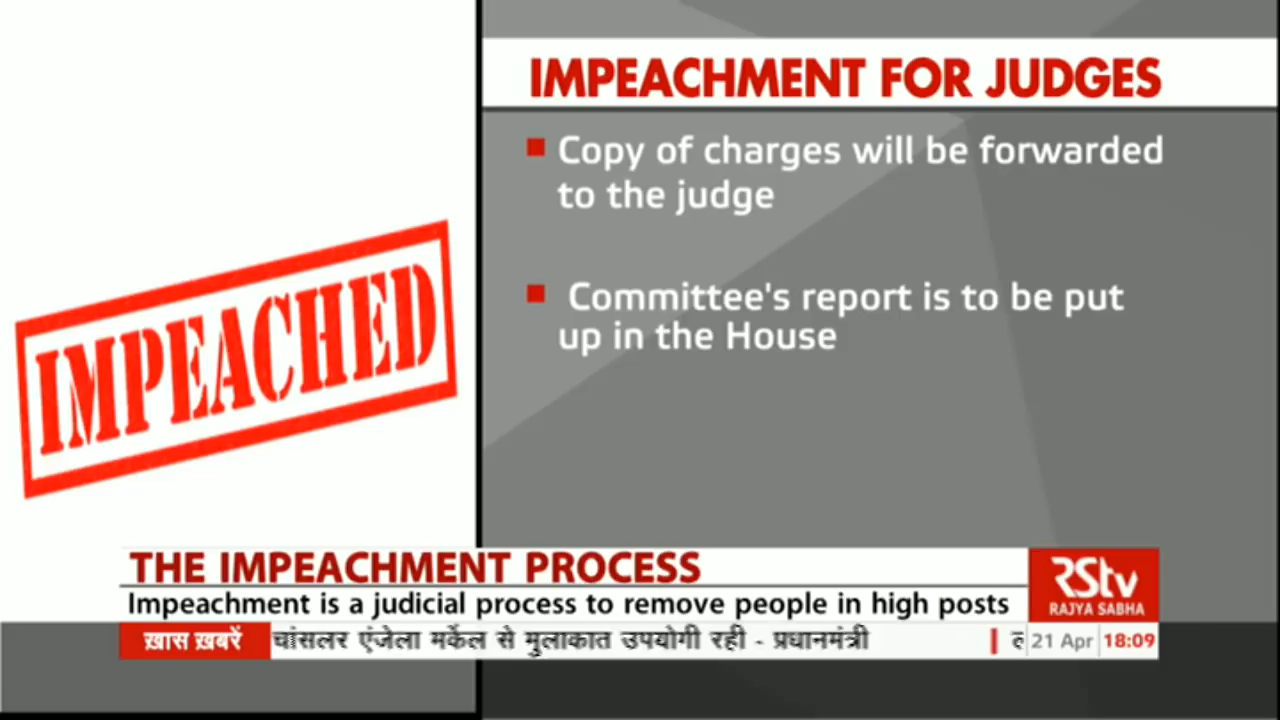 IMPEACHMENT FOR JUDGES
Copy of charges will be forwarded
to the judge
Committee's report is to be put
up in the House
IMPEACHED
THE IMPEACHMENT PROCESS
Impeachment is a judicial process to remove people in high posts
RStv
RAJYA SABHA
ख़ास ख़बरें चांसलर एंजेला मर्केल से मुलाकात उपयोगी रही - प्रधानमंत्री 21 Apr 18:09